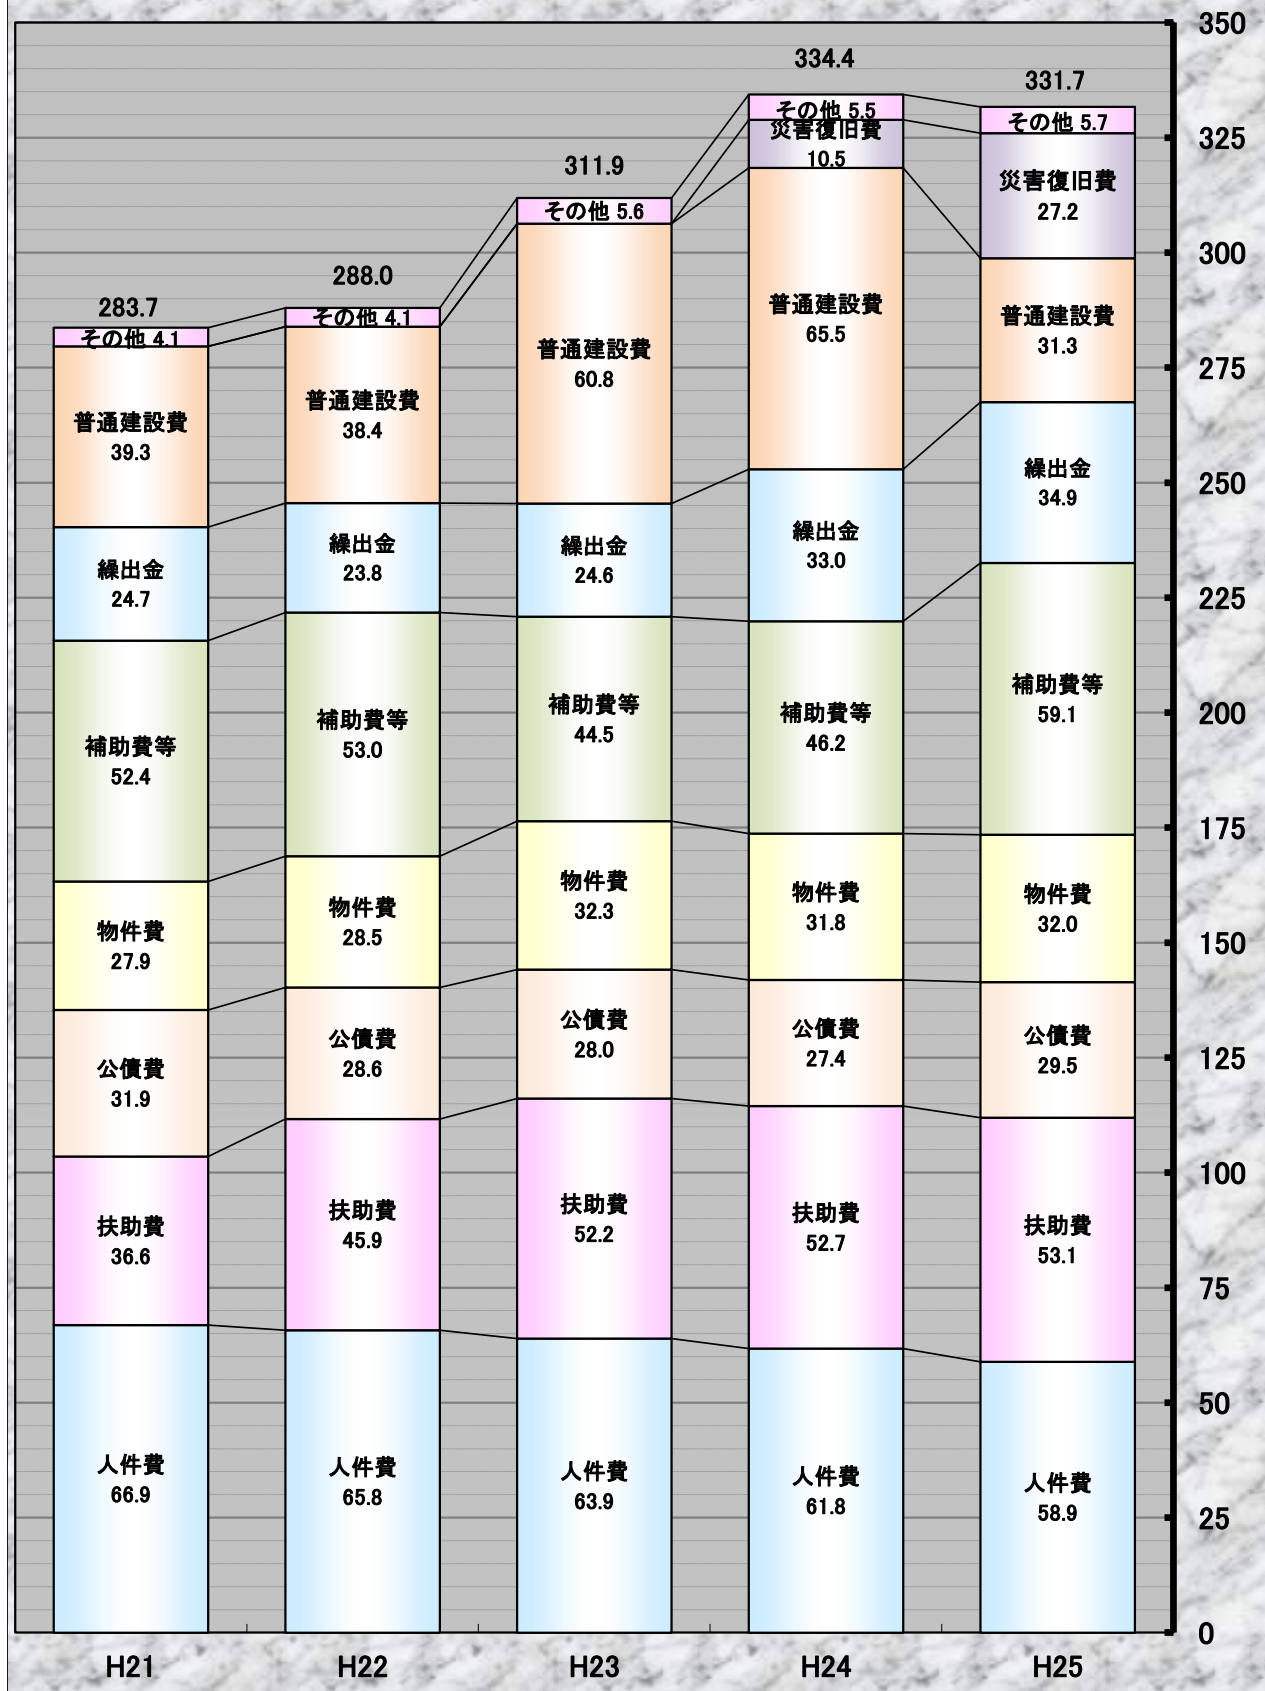 350
325
300
275
250
225
200
175
150
125
100
75
50
25
0
283.7
その他 4.1
普通建設費
39.3
繰出金
24.7
補助費等
52.4
物件費
27.9
公債費
31.9
扶助費
36.6
人件費
66.9
H21
288.0
その他 4.1
普通建設費
38.4
繰出金
23.8
補助費等
53.0
物件費
28.5
公債費
28.6
扶助費
45.9
人件費
65.8
H22
311.9
その他 5.6
普通建設費
60.8
繰出金
24.6
補助費等
44.5
物件費
32.3
公債費
28.0
扶助費
52.2
人件費
63.9
H23
334.4
その他 5.5
災害復旧費
10.5
普通建設費
65.5
繰出金
33.0
補助費等
46.2
物件費
31.8
公債費
27.4
扶助費
52.7
人件費
61.8
H24
331.7
その他 5.7
災害復旧費
27.2
普通建設費
31.3
繰出金
34.9
補助費等
59.1
物件費
32.0
公債費
29.5
扶助費
53.1
人件費
58.9
H25